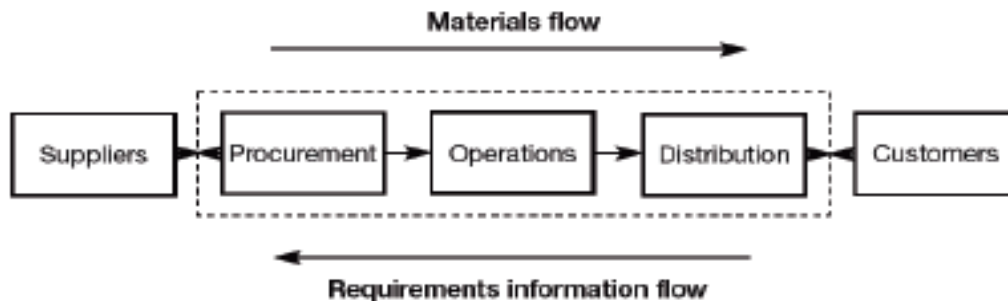 Materials flow
Suppliers
Procurement
Operations
Distribution
Customers
Requirements information flow